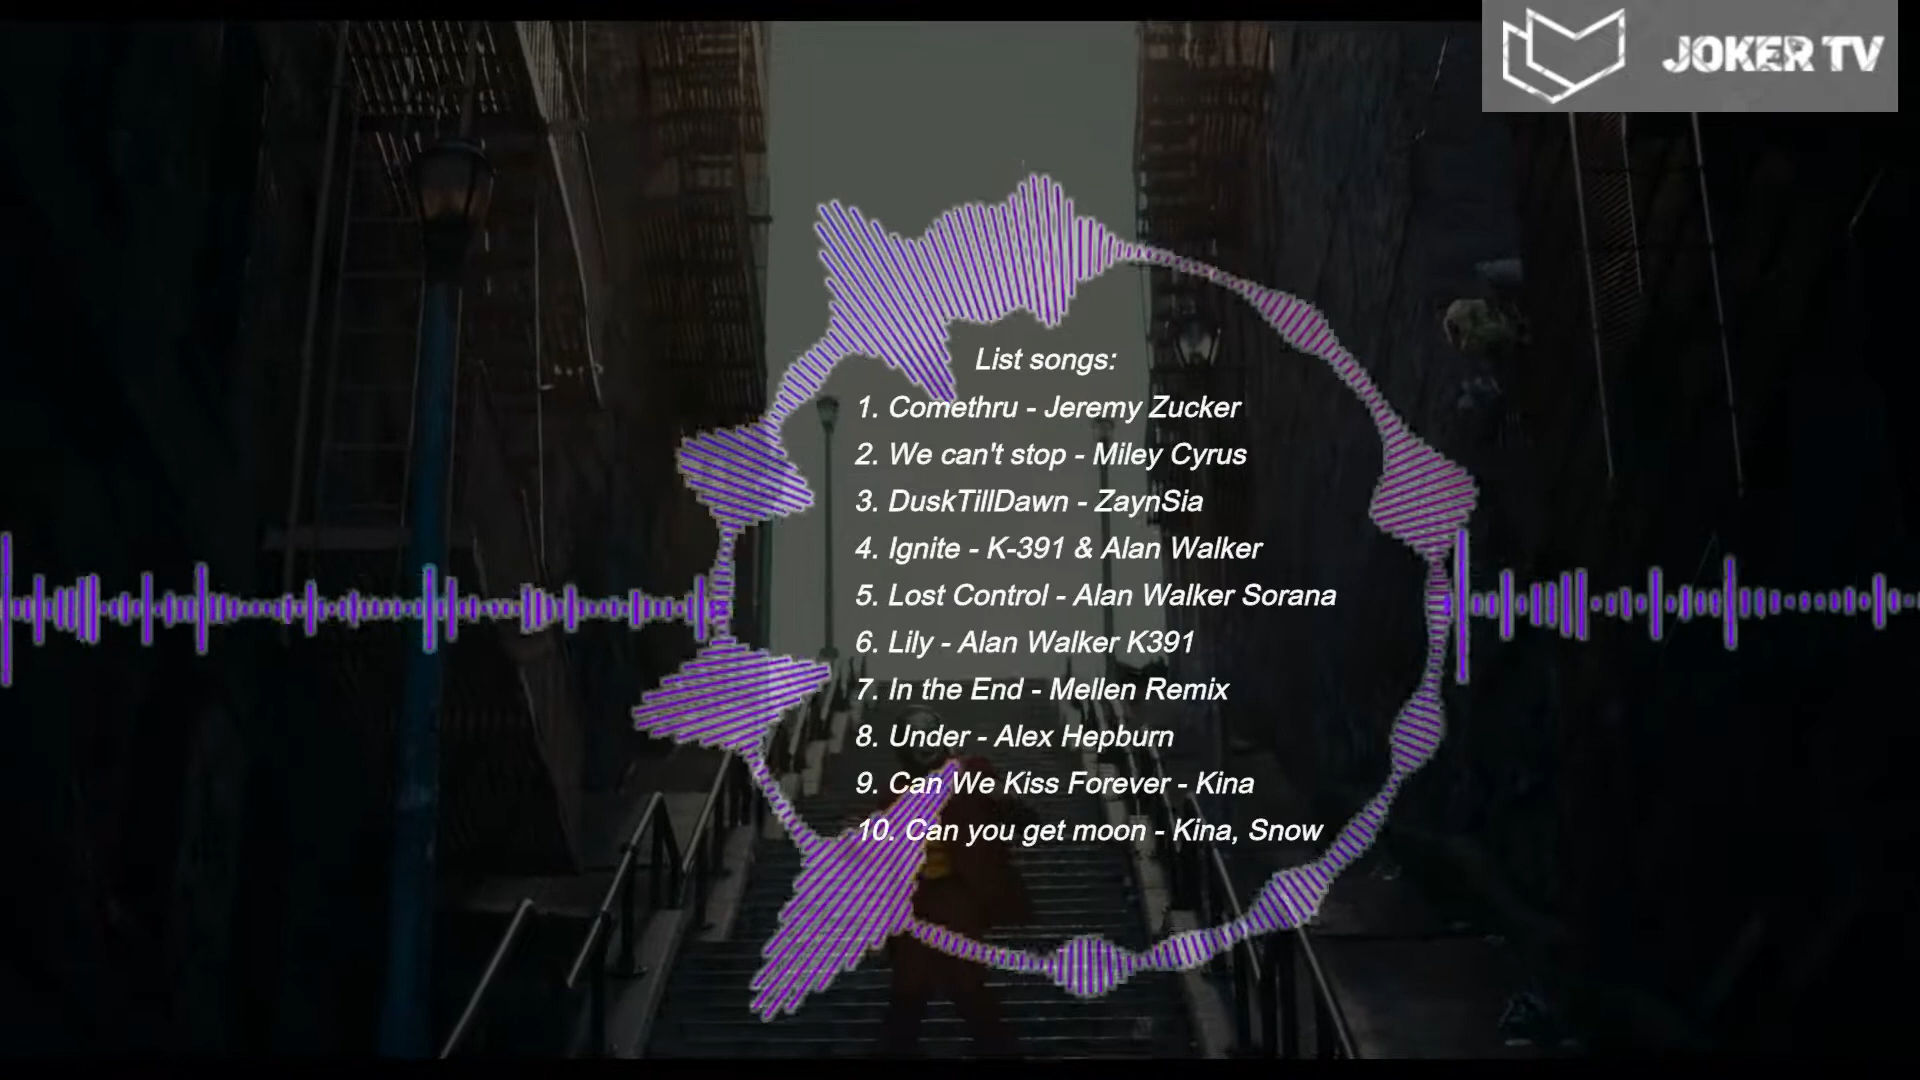 JOKER TV
List songs:
1. Comethru - Jeremy Zucker
2. We can't stop - Miley Cyrus
3. DuskTillDawn - ZaynSia
4. Ignite - K-391 & Alan Walker
5. Lost Control - Alan Walker Sorana
6. Lily - Alan Walker K391
7. In the End - Mellen Remix
8. Under - Alex Hepburn
9. Can We Kiss Forever - Kina
10. Can you get moon - Kina, Snow